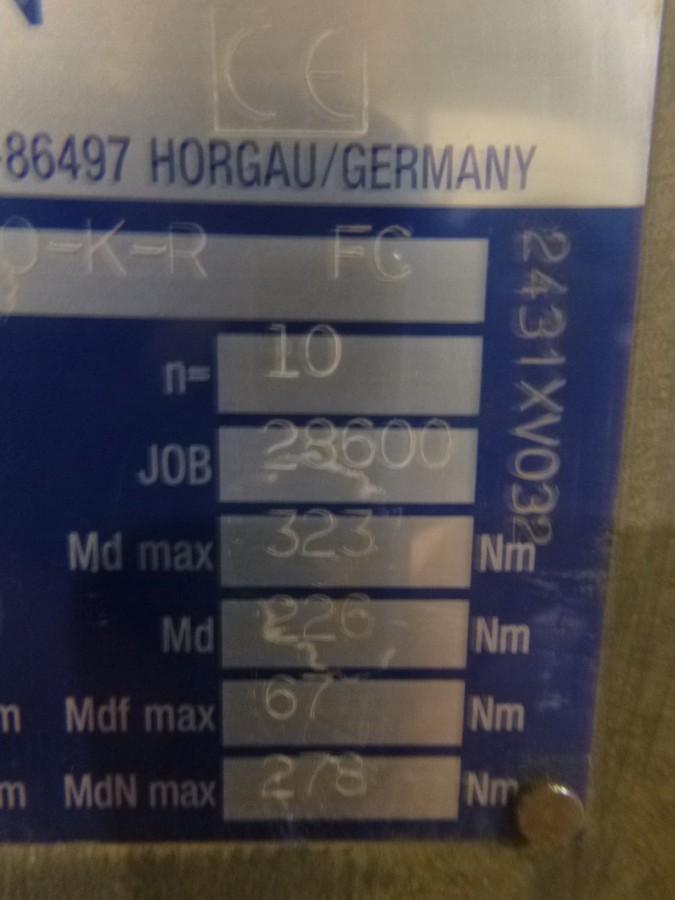 CE
-86497 HORGAU/GERMANY
0-K-R FC
n= 10
JOB 28600
Md max 323 Nm
Md 226 Nm
m Mdf max 67 Nm
m MdN max 278 Nm
2431XV032